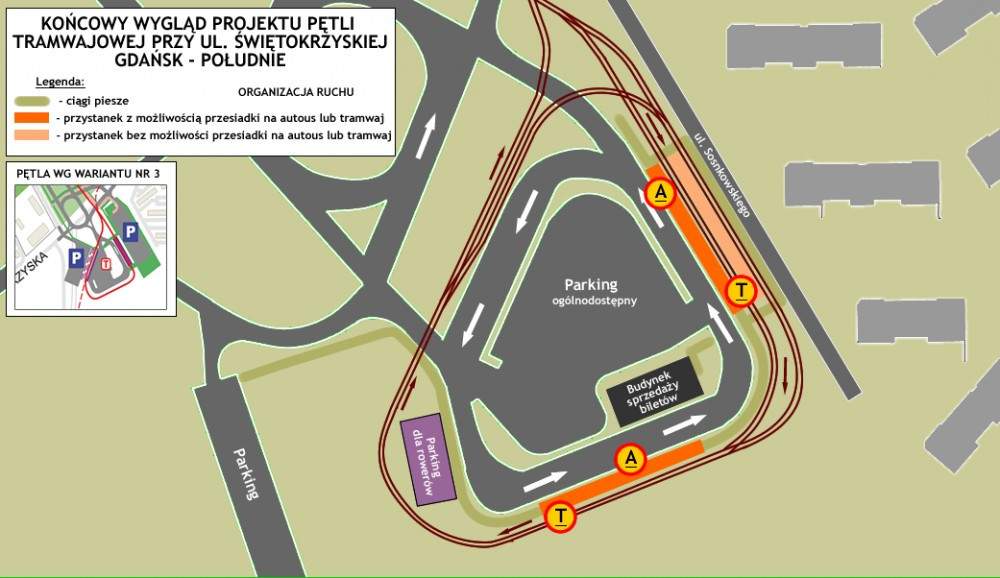 KOŃCOWY WYGLĄD PROJEKTU PĘTLI
TRAMWAJOWEJ PRZY UL. ŚWIĘTOKRZYSKIEJ
GDAŃSK - POŁUDNIE
Legenda:
ORGANIZACJA RUCHU
- ciągi piesze
- przystanek z możliwością przesiadki na autous lub tramwaj
- przystanek bez możliwości przesiadki na autous lub tramwaj
PĘTLA WG WARIANTU NR 3
P
P
T
ZYSKA
ul. Sosnkowskiego
A
T
Parking
ogólnodostępny
Budynek
sprzedaży
biletów
Parking
dla rowerów
Parking
A
T